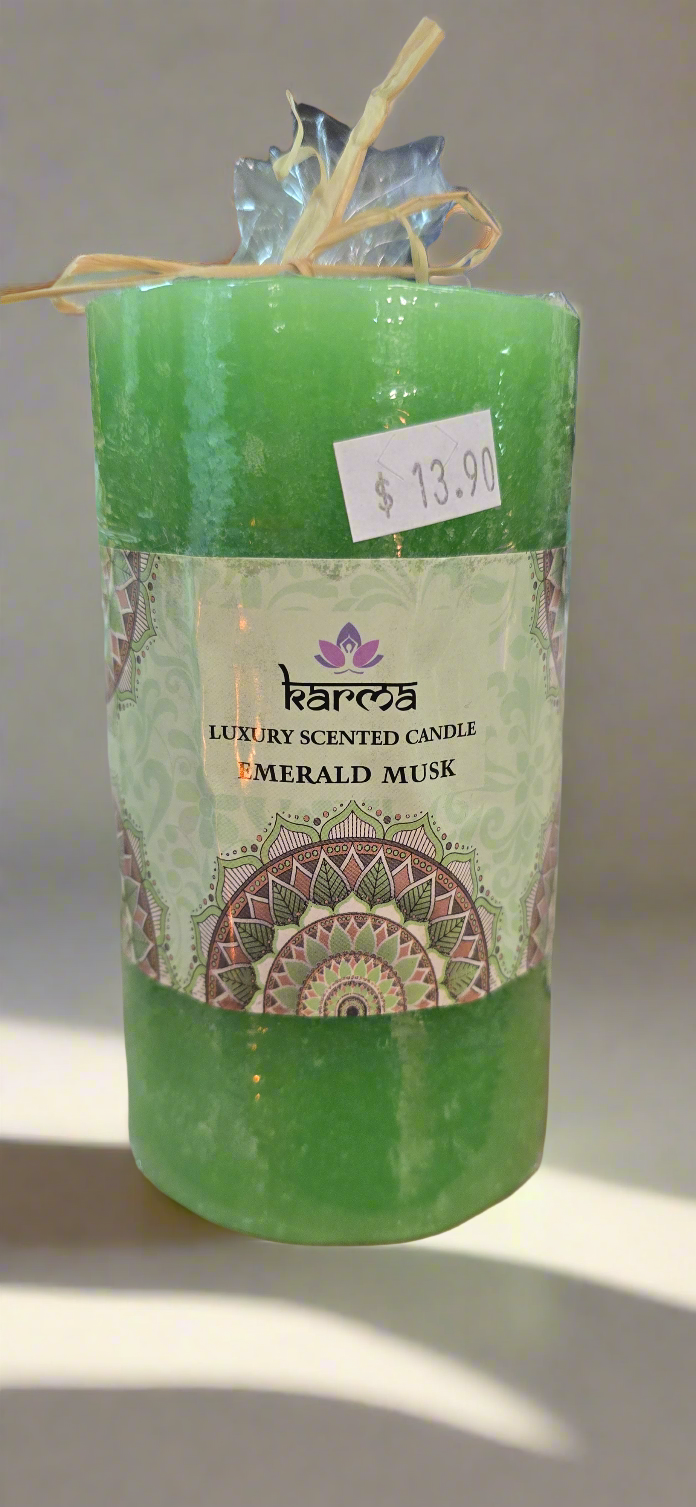 $ 13.90
karma
LUXURY SCENTED CANDLE
EMERALD MUSK